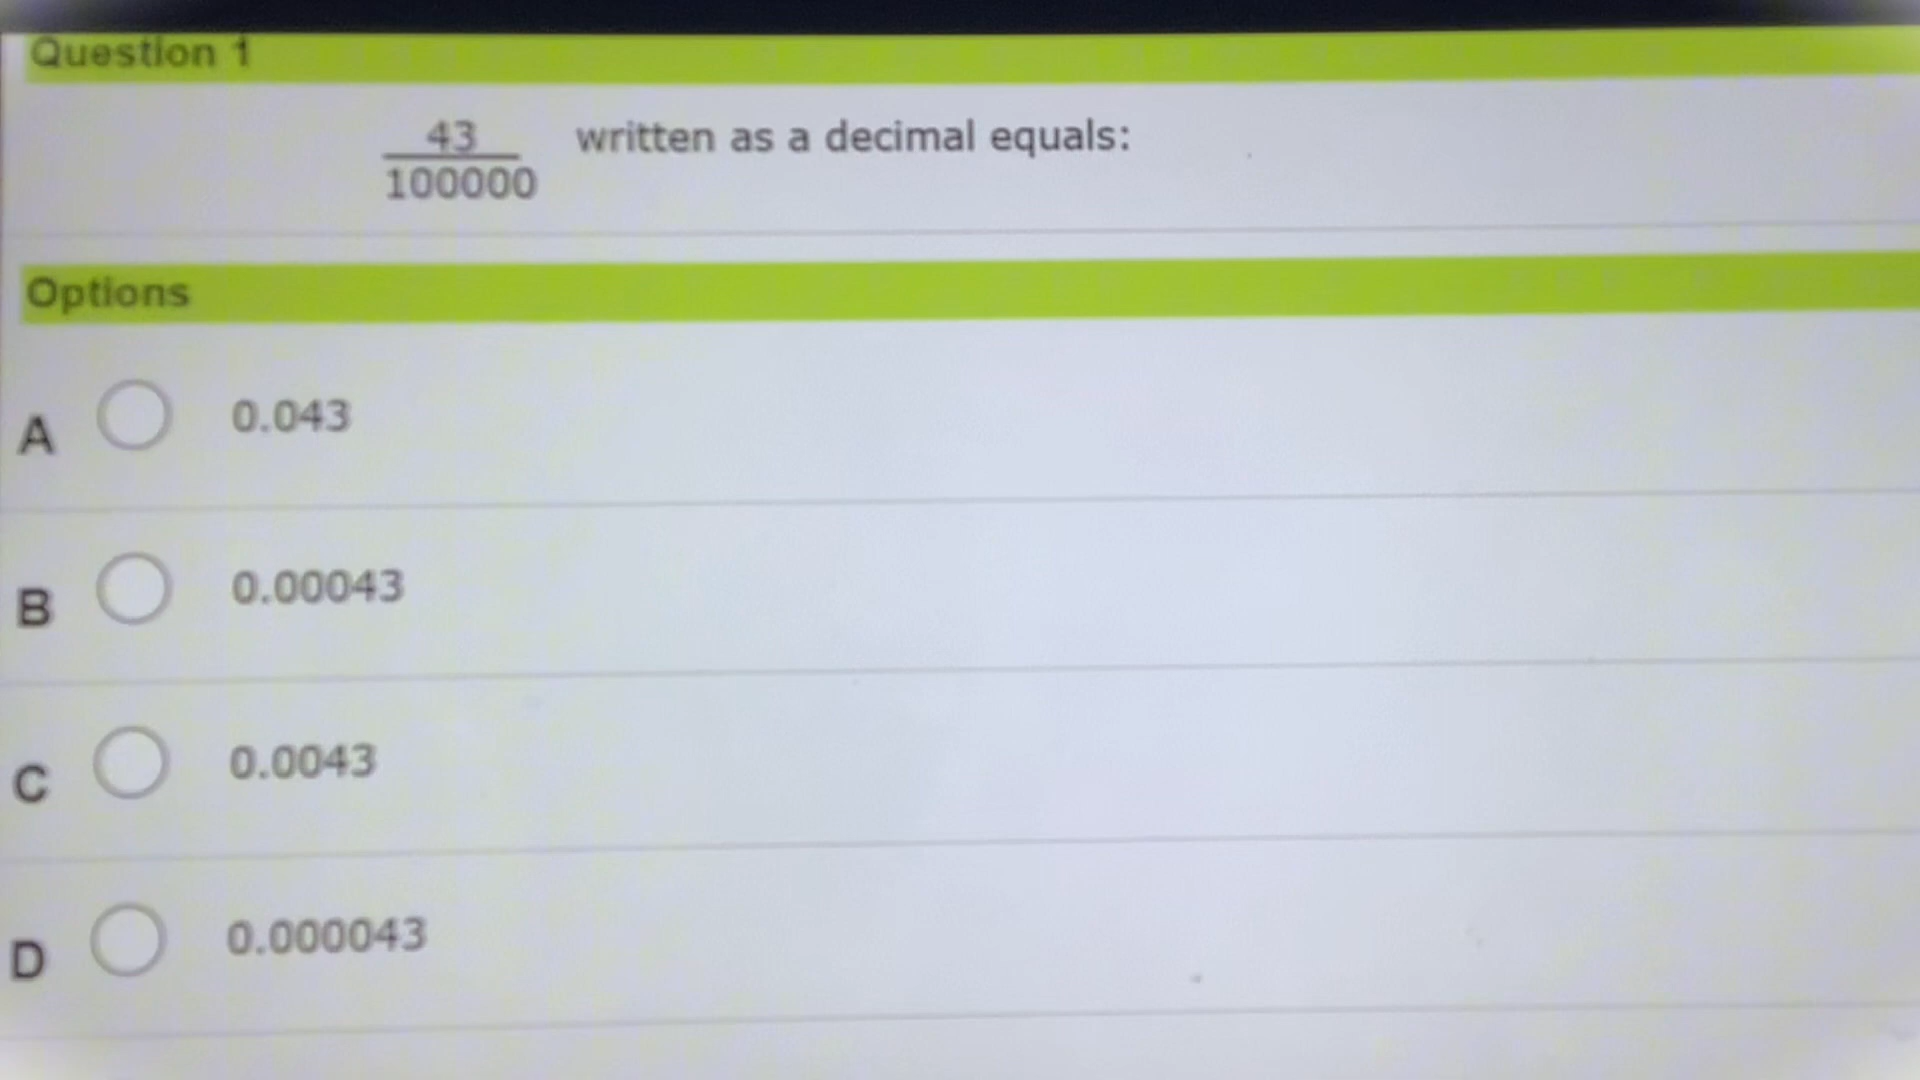 Question 1
43
100000
written as a decimal equals:
Options
A 0.043
B 0.00043
C 0.0043
D 0.000043